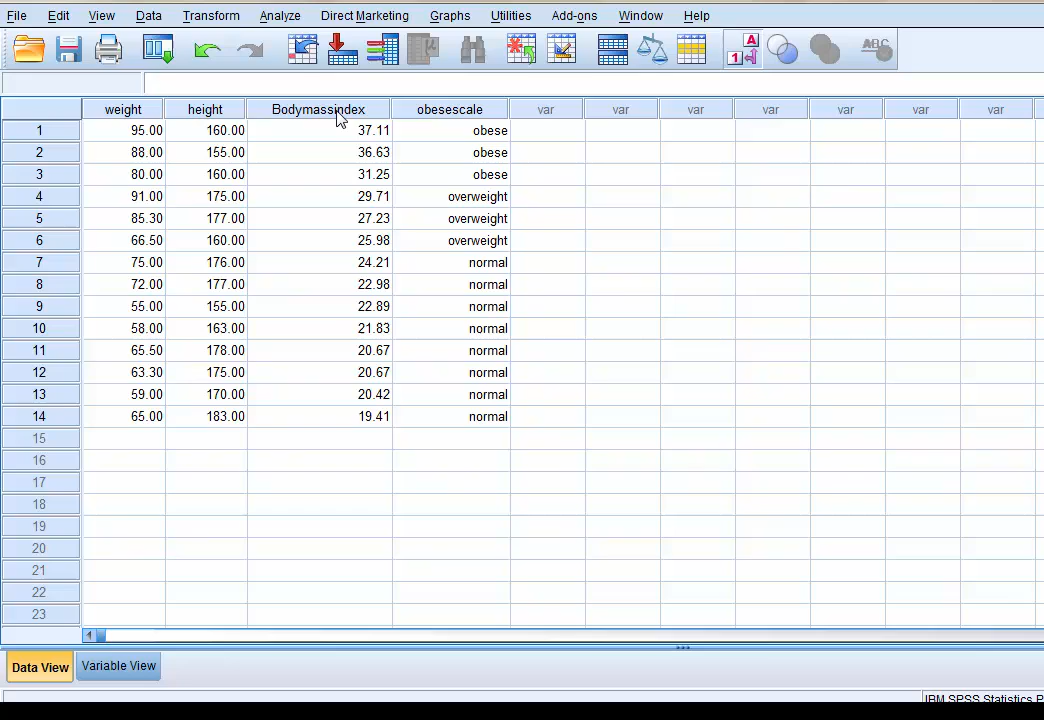 File Edit View Data Transform Analyze Direct Marketing Graphs Utilities Add-ons Window Help
weight height Bodymassindex obesescale var var var var var var var
1 95.00 160.00 37.11 obese
2 88.00 155.00 36.63 obese
3 80.00 160.00 31.25 obese
4 91.00 175.00 29.71 overweight
5 85.30 177.00 27.23 overweight
6 66.50 160.00 25.98 overweight
7 75.00 176.00 24.21 normal
8 72.00 177.00 22.98 normal
9 55.00 155.00 22.89 normal
10 58.00 163.00 21.83 normal
11 65.50 178.00 20.67 normal
12 63.30 175.00 20.67 normal
13 59.00 170.00 20.42 normal
14 65.00 183.00 19.41 normal
15
16
17
18
19
20
21
22
23
Data View Variable View
IBM SPSS Statistics P